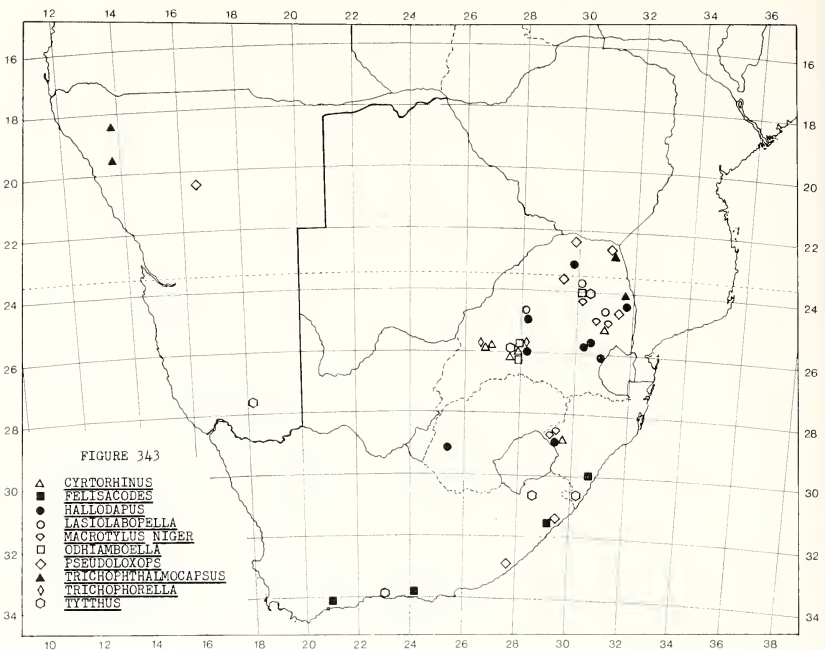 12 14 16 18 20 22 24 26 28 30 32 34 36
16 16
18 18
20 20
22 22
24 24
26 26
28 28
FIGURE 343
CYRTORHINUS
FELISACODES
HALLODAPUS
LASIOLABOPELLA
MACROTYLUS NIGER
ODHIAMBOELLA
PSEUDOLOXOPS
TRICHOPHTHALMOCAPSUS
TRICHOPHORELLA
TYTTHUS
30 30
32 32
34 34
10 12 14 16 18 20 22 24 26 28 30 32 34 36 38